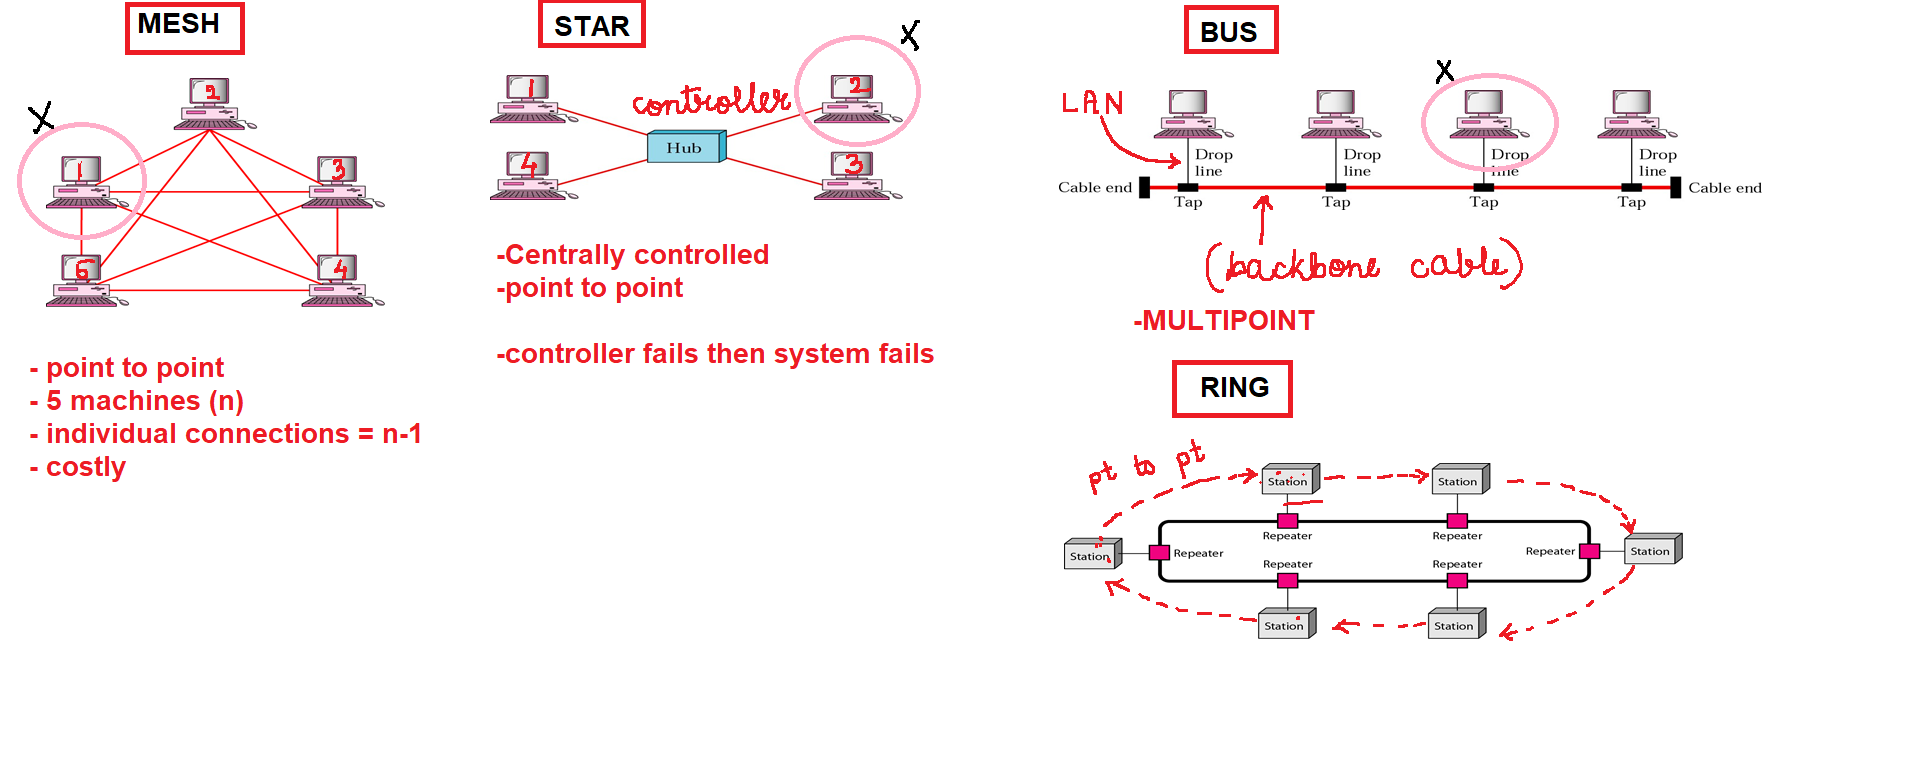 MESH
X
2
1
3
5
4
- point to point
- 5 machines (n)
- individual connections = n-1
- costly
STAR
X
1
controller
2
Hub
4
3
-Centrally controlled
-point to point
-controller fails then system fails
BUS
X
LAN
Drop line
Drop line
Drop line
Drop line
Cable end
Cable end
Tap
Tap
Tap
Tap
(backbone cable)
-MULTIPOINT
RING
pt to pt
Station
Station
Repeater
Repeater
Station
Repeater
Repeater
Station
Repeater
Repeater
Station
Station